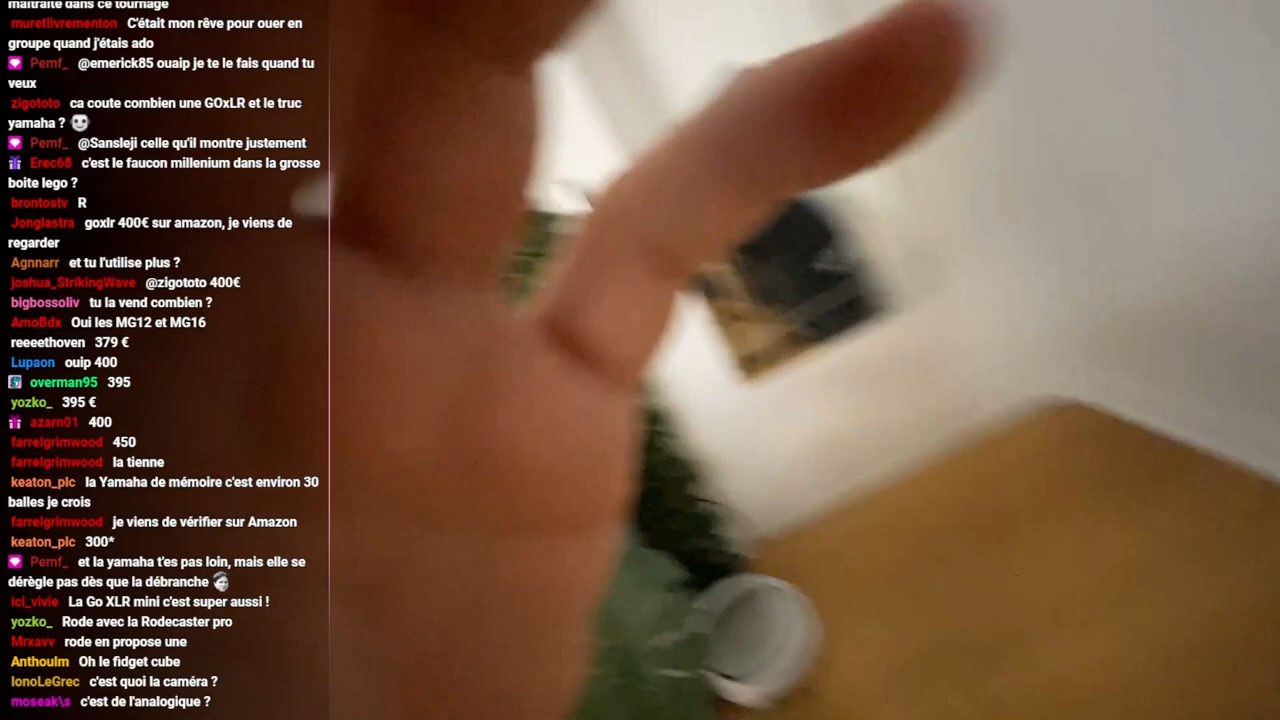 maltraité dans ce tournage
muretlivrementon C'était mon rêve pour ouer en
groupe quand j'étais ado
Pemf_ @emerick85 ouaip je te le fais quand tu
veux
zigototo ca coute combien une GOxLR et le truc
yamaha ?
Pemf_ @Sansleji celle qu'il montre justement
Erec68 c'est le faucon millenium dans la grosse
boite lego ?
brontostv R
Jonglastra goxlr 400€ sur amazon, je viens de
regarder
Agnnarr et tu l'utilise plus ?
joshua_StrikingWave @zigototo 400€
bigbossoliv tu la vend combien ?
AmoBdx Oui les MG12 et MG16
reeeethoven 379 €
Lupaon ouip 400
overman95 395
yozko_ 395 €
azarn01 400
farrelgrimwood 450
farrelgrimwood la tienne
keaton_plc la Yamaha de mémoire c'est environ 30
balles je crois
farrelgrimwood je viens de vérifier sur Amazon
keaton_plc 300*
Pemf_ et la yamaha t'es pas loin, mais elle se
dérègle pas dès que la débranche
ici_vivie La Go XLR mini c'est super aussi !
yozko_ Rode avec la Rodecaster pro
Mrxavv rode en propose une
Anthoulm Oh le fidget cube
IonoLeGrec c'est quoi la caméra ?
moseak\s c'est de l'analogique ?